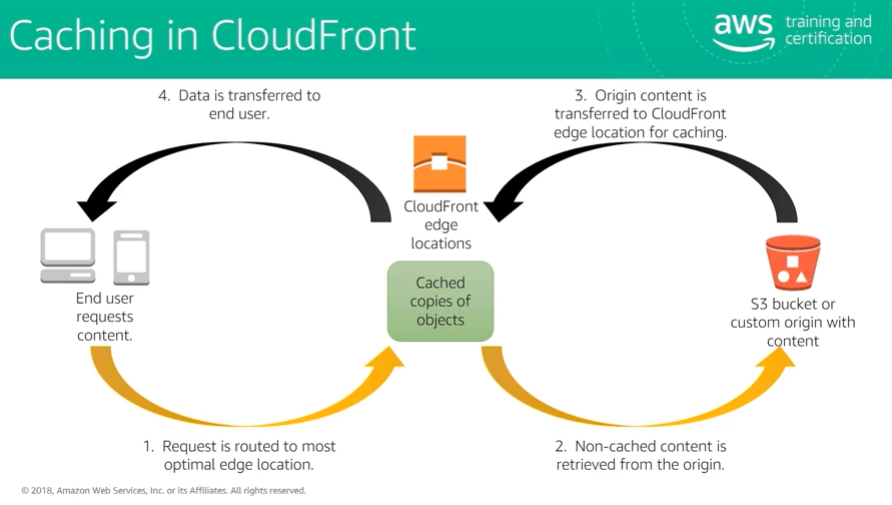 Caching in CloudFront
aws
training and
certification
4. Data is transferred to
end user.
3. Origin content is
transferred to CloudFront
edge location for caching.
CloudFront
edge
locations
End user
requests
content.
Cached
copies of
objects
S3 bucket or
custom origin with
content
1. Request is routed to most
optimal edge location.
2. Non-cached content is
retrieved from the origin.
© 2018, Amazon Web Services, Inc. or its Affiliates. All rights reserved.